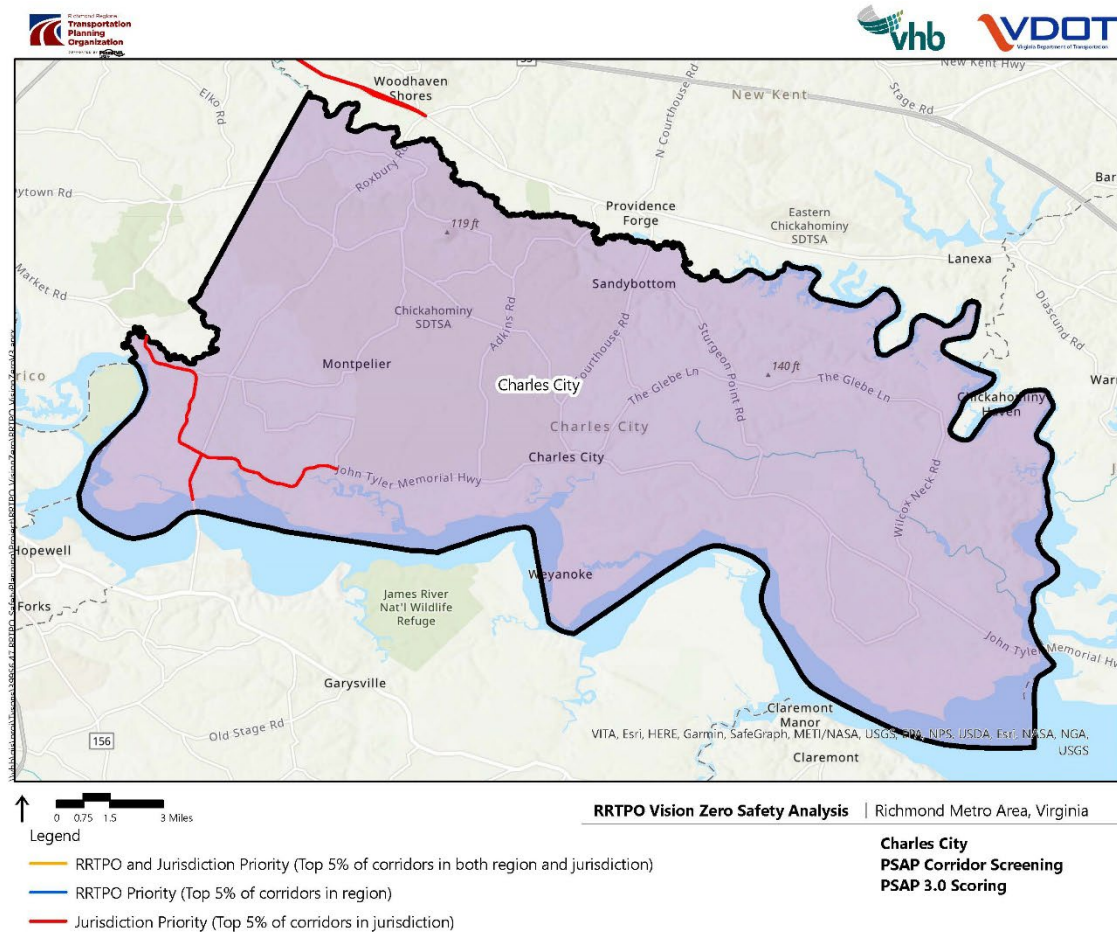 Richmond Regional
Transportation
Planning
Organization
vhb
VDOT
Virginia Department of Transportation
33
New Kent Hwy
Woodhaven
Shores
Elko Rd
New Kent
N Courthouse Rd
Stage Rd
Roxbury Rd
ytown Rd
Bar
Providence
Forge
Eastern
Chickahominy
SDTSA
119 ft
Lanexa
Market Rd
Sandybottom
Diascund Rd
Chickahominy
SDTSA
Adkins Rd
Courthouse Rd
Sturgeon Point Rd
Montpelier
rico
140 ft
War
Charles City
The Glebe Ln
The Glebe Ln
Chickahominy
Haven
Charles City
Charles City
John Tyler Memorial Hwy
Wilcox Neck Rd
Hopewell
Weyanoke
Forks
James River
Nat'l Wildlife
Refuge
John Tyler Memorial Hwy
Garysville
Claremont
Manor
Old Stage Rd
156
VITA, Esri, HERE, Garmin, SafeGraph, METI/NASA, USGS, EPA, NPS, USDA, Esri, NASA, NGA,
USGS
Claremont
0 0.75 1.5 3 Miles
RRTPO Vision Zero Safety Analysis | Richmond Metro Area, Virginia
Legend
Charles City
PSAP Corridor Screening
PSAP 3.0 Scoring
RRTPO and Jurisdiction Priority (Top 5% of corridors in both region and jurisdiction)
RRTPO Priority (Top 5% of corridors in region)
Jurisdiction Priority (Top 5% of corridors in jurisdiction)